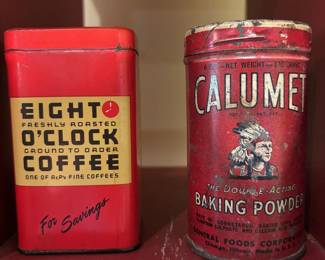 EIGHT
FRESHLY ROASTED
O'CLOCK
GROUND TO ORDER
COFFEE
ONE OF A&P's FINE COFFEES
For Savings
NET WEIGHT
CALUMET
THE DOUBLE-ACTING
BAKING POWDER
GENERAL FOODS CORPORATION